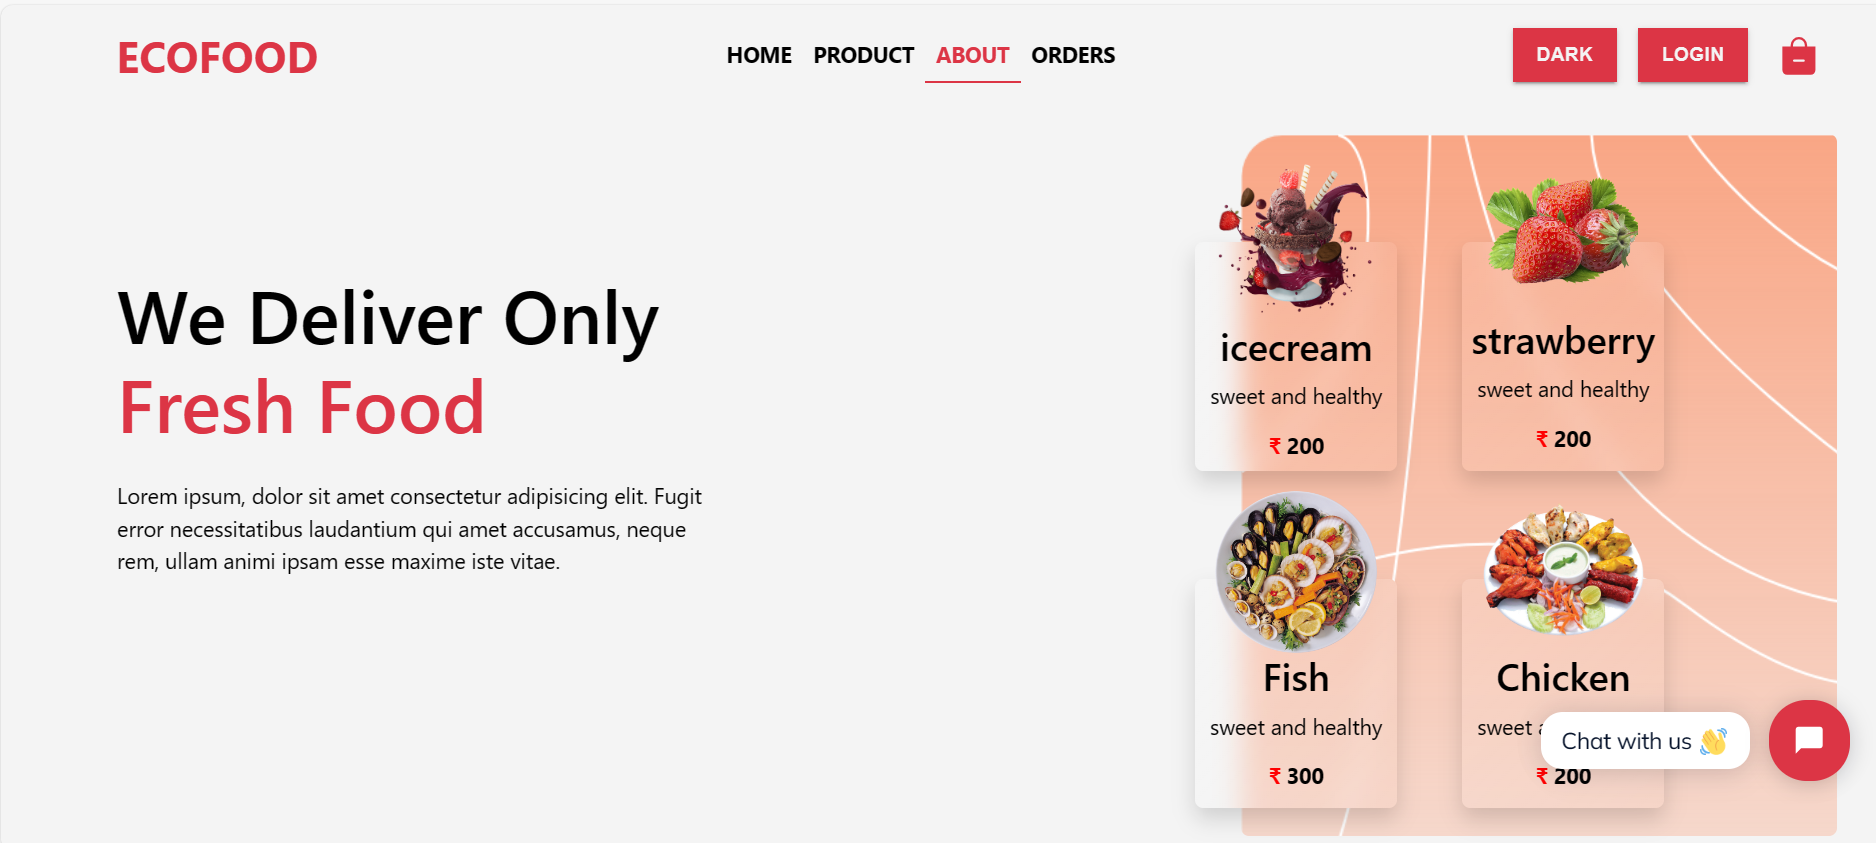 ECOFOOD
HOME PRODUCT ABOUT ORDERS
DARK LOGIN
We Deliver Only
Fresh Food
Lorem ipsum, dolor sit amet consectetur adipisicing elit. Fugit
error necessitatibus laudantium qui amet accusamus, neque
rem, ullam animi ipsam esse maxime iste vitae.
icecream
sweet and healthy
₹ 200
strawberry
sweet and healthy
₹ 200
Fish
sweet and healthy
₹ 300
Chicken
sweet
₹ 200
Chat with us 👋